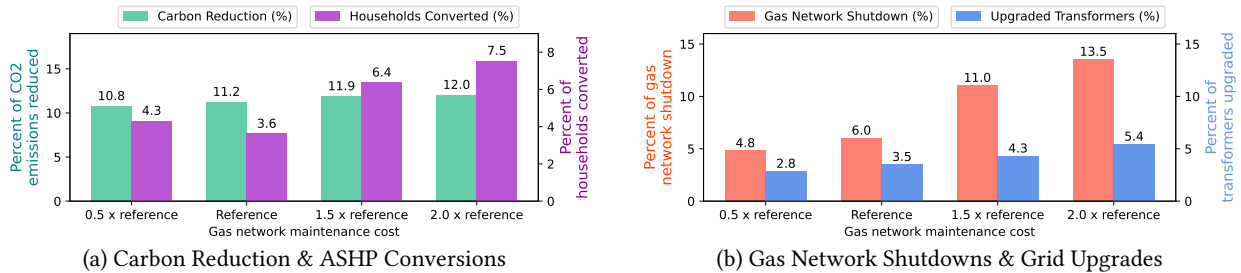 Carbon Reduction (%)
Households Converted (%)
Percent of CO2
emissions reduced
15
10
5
0
10.8
4.3
11.2
3.6
11.9
6.4
12.0
7.5
8
6
4
2
0
Percent of
households converted
0.5 x reference
Reference
1.5 x reference
2.0 x reference
Gas network maintenance cost
(a) Carbon Reduction & ASHP Conversions
Gas Network Shutdown (%)
Upgraded Transformers (%)
Percent of gas
network shutdown
15
10
5
0
4.8
2.8
6.0
3.5
11.0
4.3
13.5
5.4
15
10
5
0
Percent of
transformers upgraded
0.5 x reference
Reference
1.5 x reference
2.0 x reference
Gas network maintenance cost
(b) Gas Network Shutdowns & Grid Upgrades